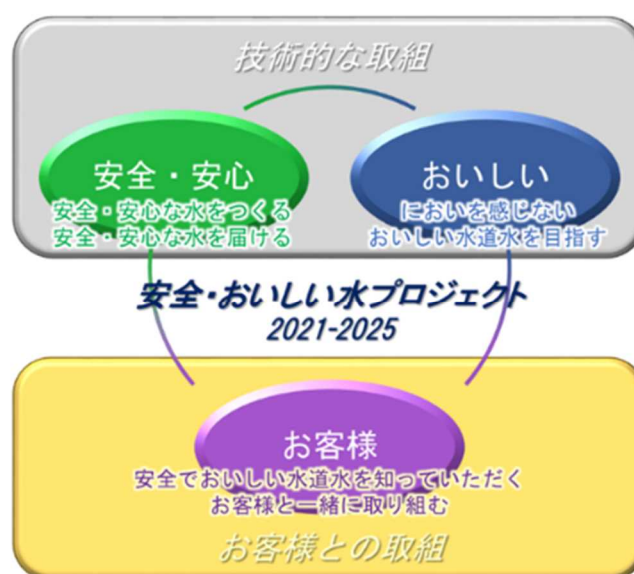 技術的な取組
安全・安心
安全・安心な水をつくる
安全・安心な水を届ける
おいしい
においを感じない
おいしい水道水を目指す
安全・おいしい水プロジェクト
2021-2025
お客様
安全でおいしい水道水を知っていただく
お客様と一緒に取り組む
お客様との取組